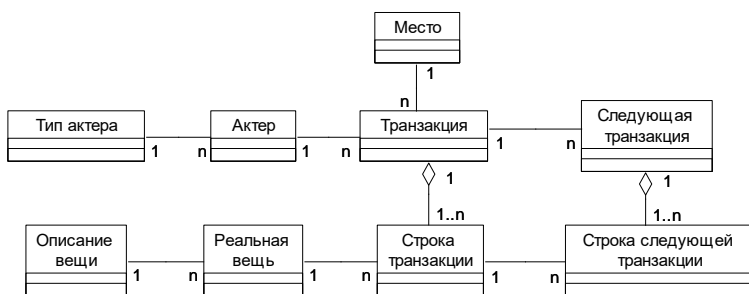 Место
1
n
Тип актера
1
n
Актер
1
n
Транзакция
1
n
Следующая
транзакция
1
1
1..n
1..n
Описание
вещи
1
n
Реальная
вещь
1
n
Строка
транзакции
1
n
Строка следующей
транзакции